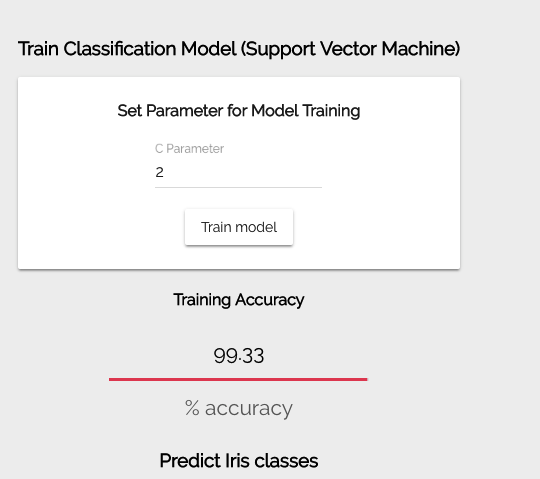 Train Classification Model (Support Vector Machine)
Set Parameter for Model Training
C Parameter
2
Train model
Training Accuracy
99.33
% accuracy
Predict Iris classes